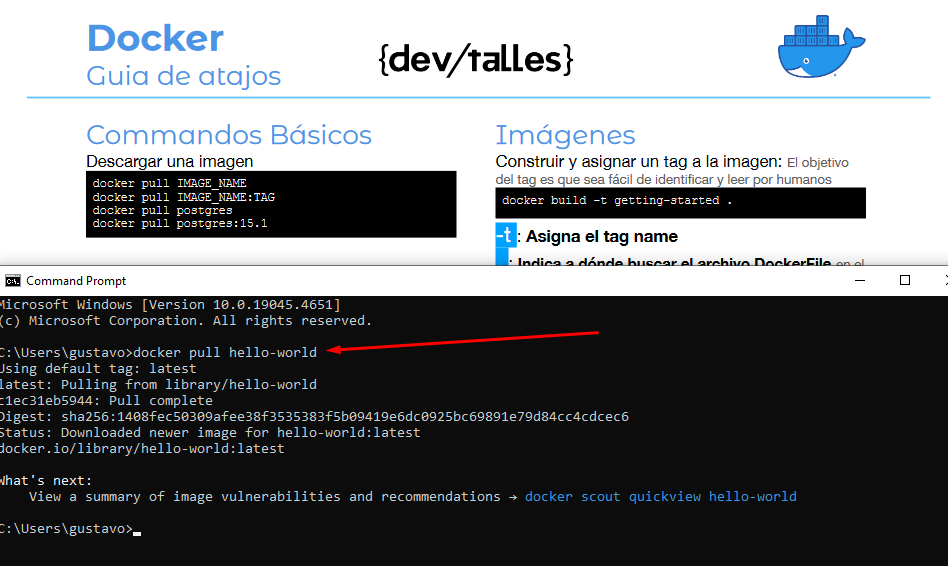 Docker
Guia de atajos
{dev/talles}
Commandos Básicos
Descargar una imagen
docker pull IMAGE_NAME
docker pull IMAGE_NAME:TAG
docker pull postgres
docker pull postgres:15.1
Imágenes
Construir y asignar un tag a la imagen: El objetivo
del tag es que sea fácil de identificar y leer por humanos
docker build -t getting-started .
-t : Asigna el tag name
: Indica a dónde buscar el archivo DockerFile en el
Command Prompt
Microsoft Windows [Version 10.0.19045.4651]
(c) Microsoft Corporation. All rights reserved.
C:\Users\gustavo>docker pull hello-world
Using default tag: latest
latest: Pulling from library/hello-world
c1ec31eb5944: Pull complete
Digest: sha256:1408fec50309afee38f3535383f5b09419e6dc0925bc69891e79d84cc4cdcec6
Status: Downloaded newer image for hello-world:latest
docker.io/library/hello-world:latest
What's next:
View a summary of image vulnerabilities and recommendations → docker scout quickview hello-world
C:\Users\gustavo>